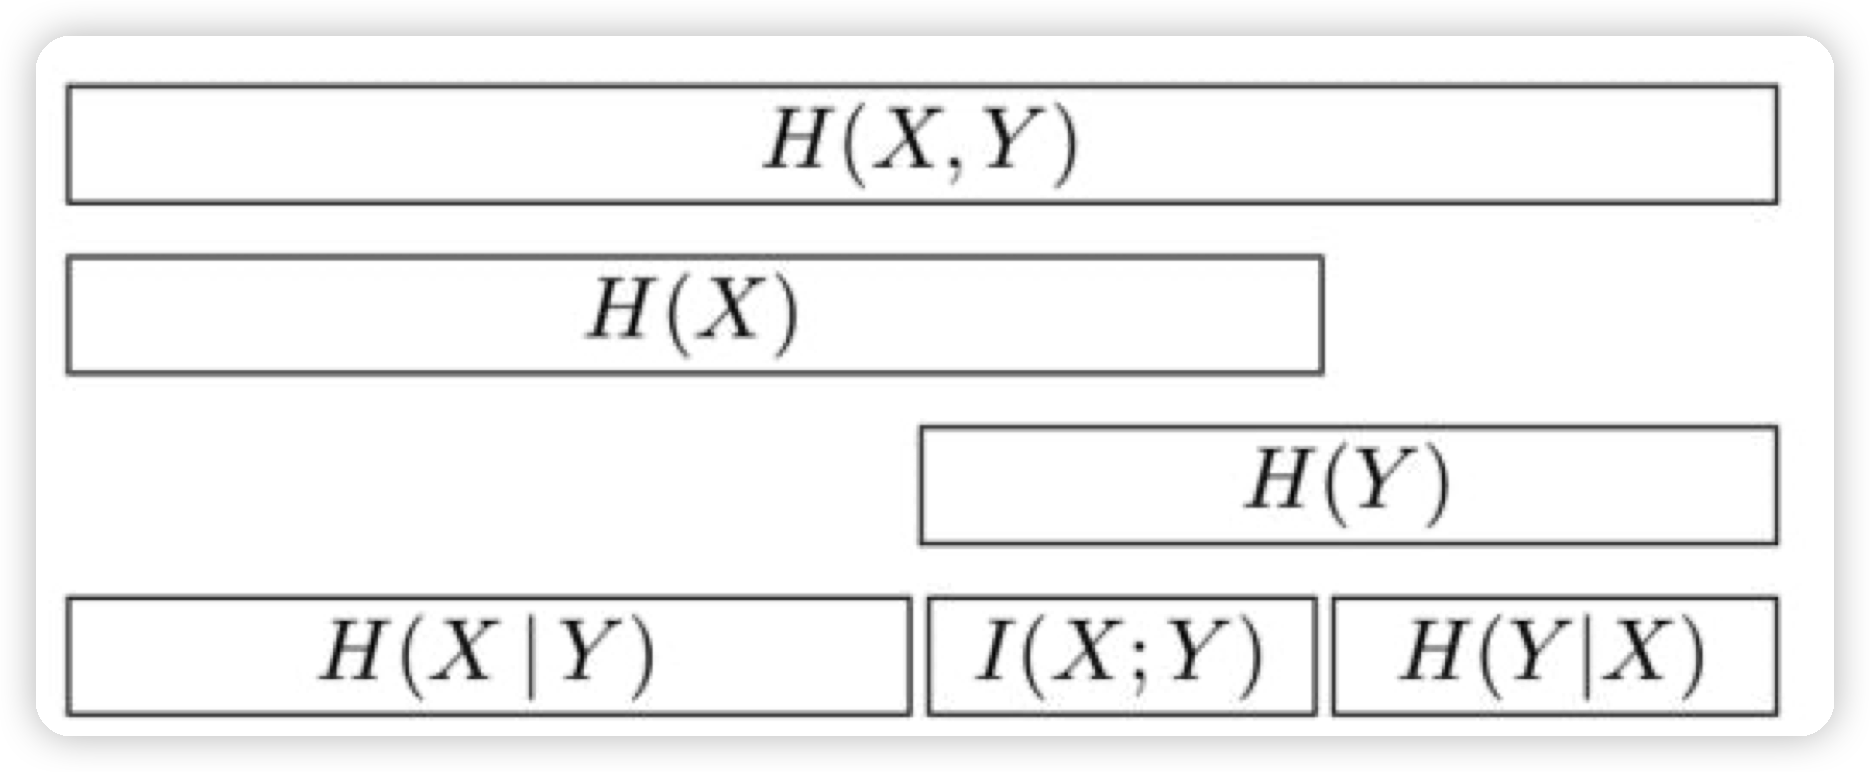 H(X, Y)
H(X)
H(Y)
H(X | Y) I(X; Y) H(Y|X)